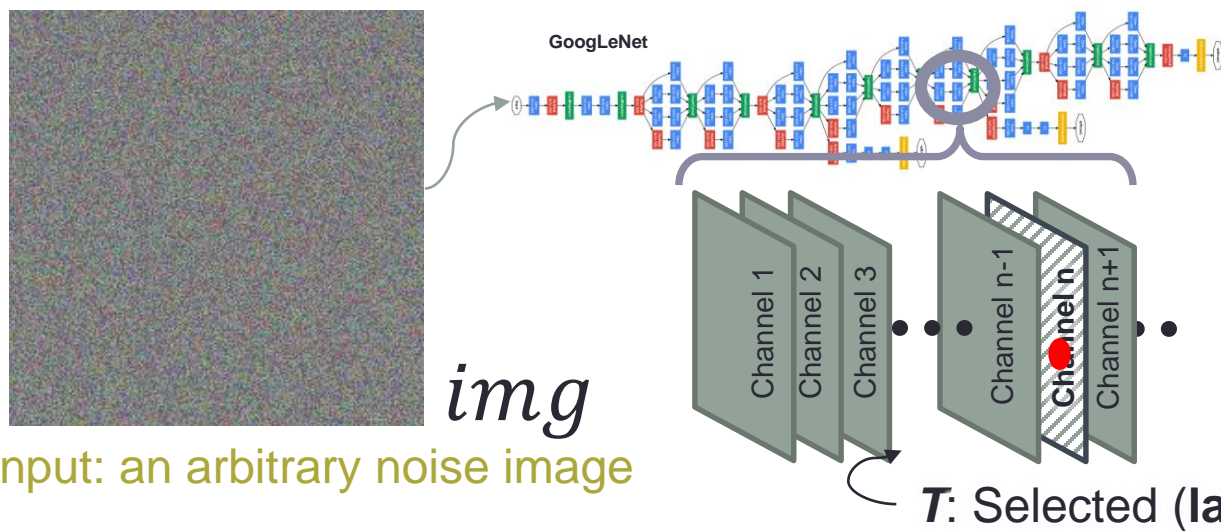 GoogLeNet
Channel 1
Channel 2
Channel 3
Channel n-1
Channel n
Channel n+1
img
nput: an arbitrary noise image
T: Selected (la